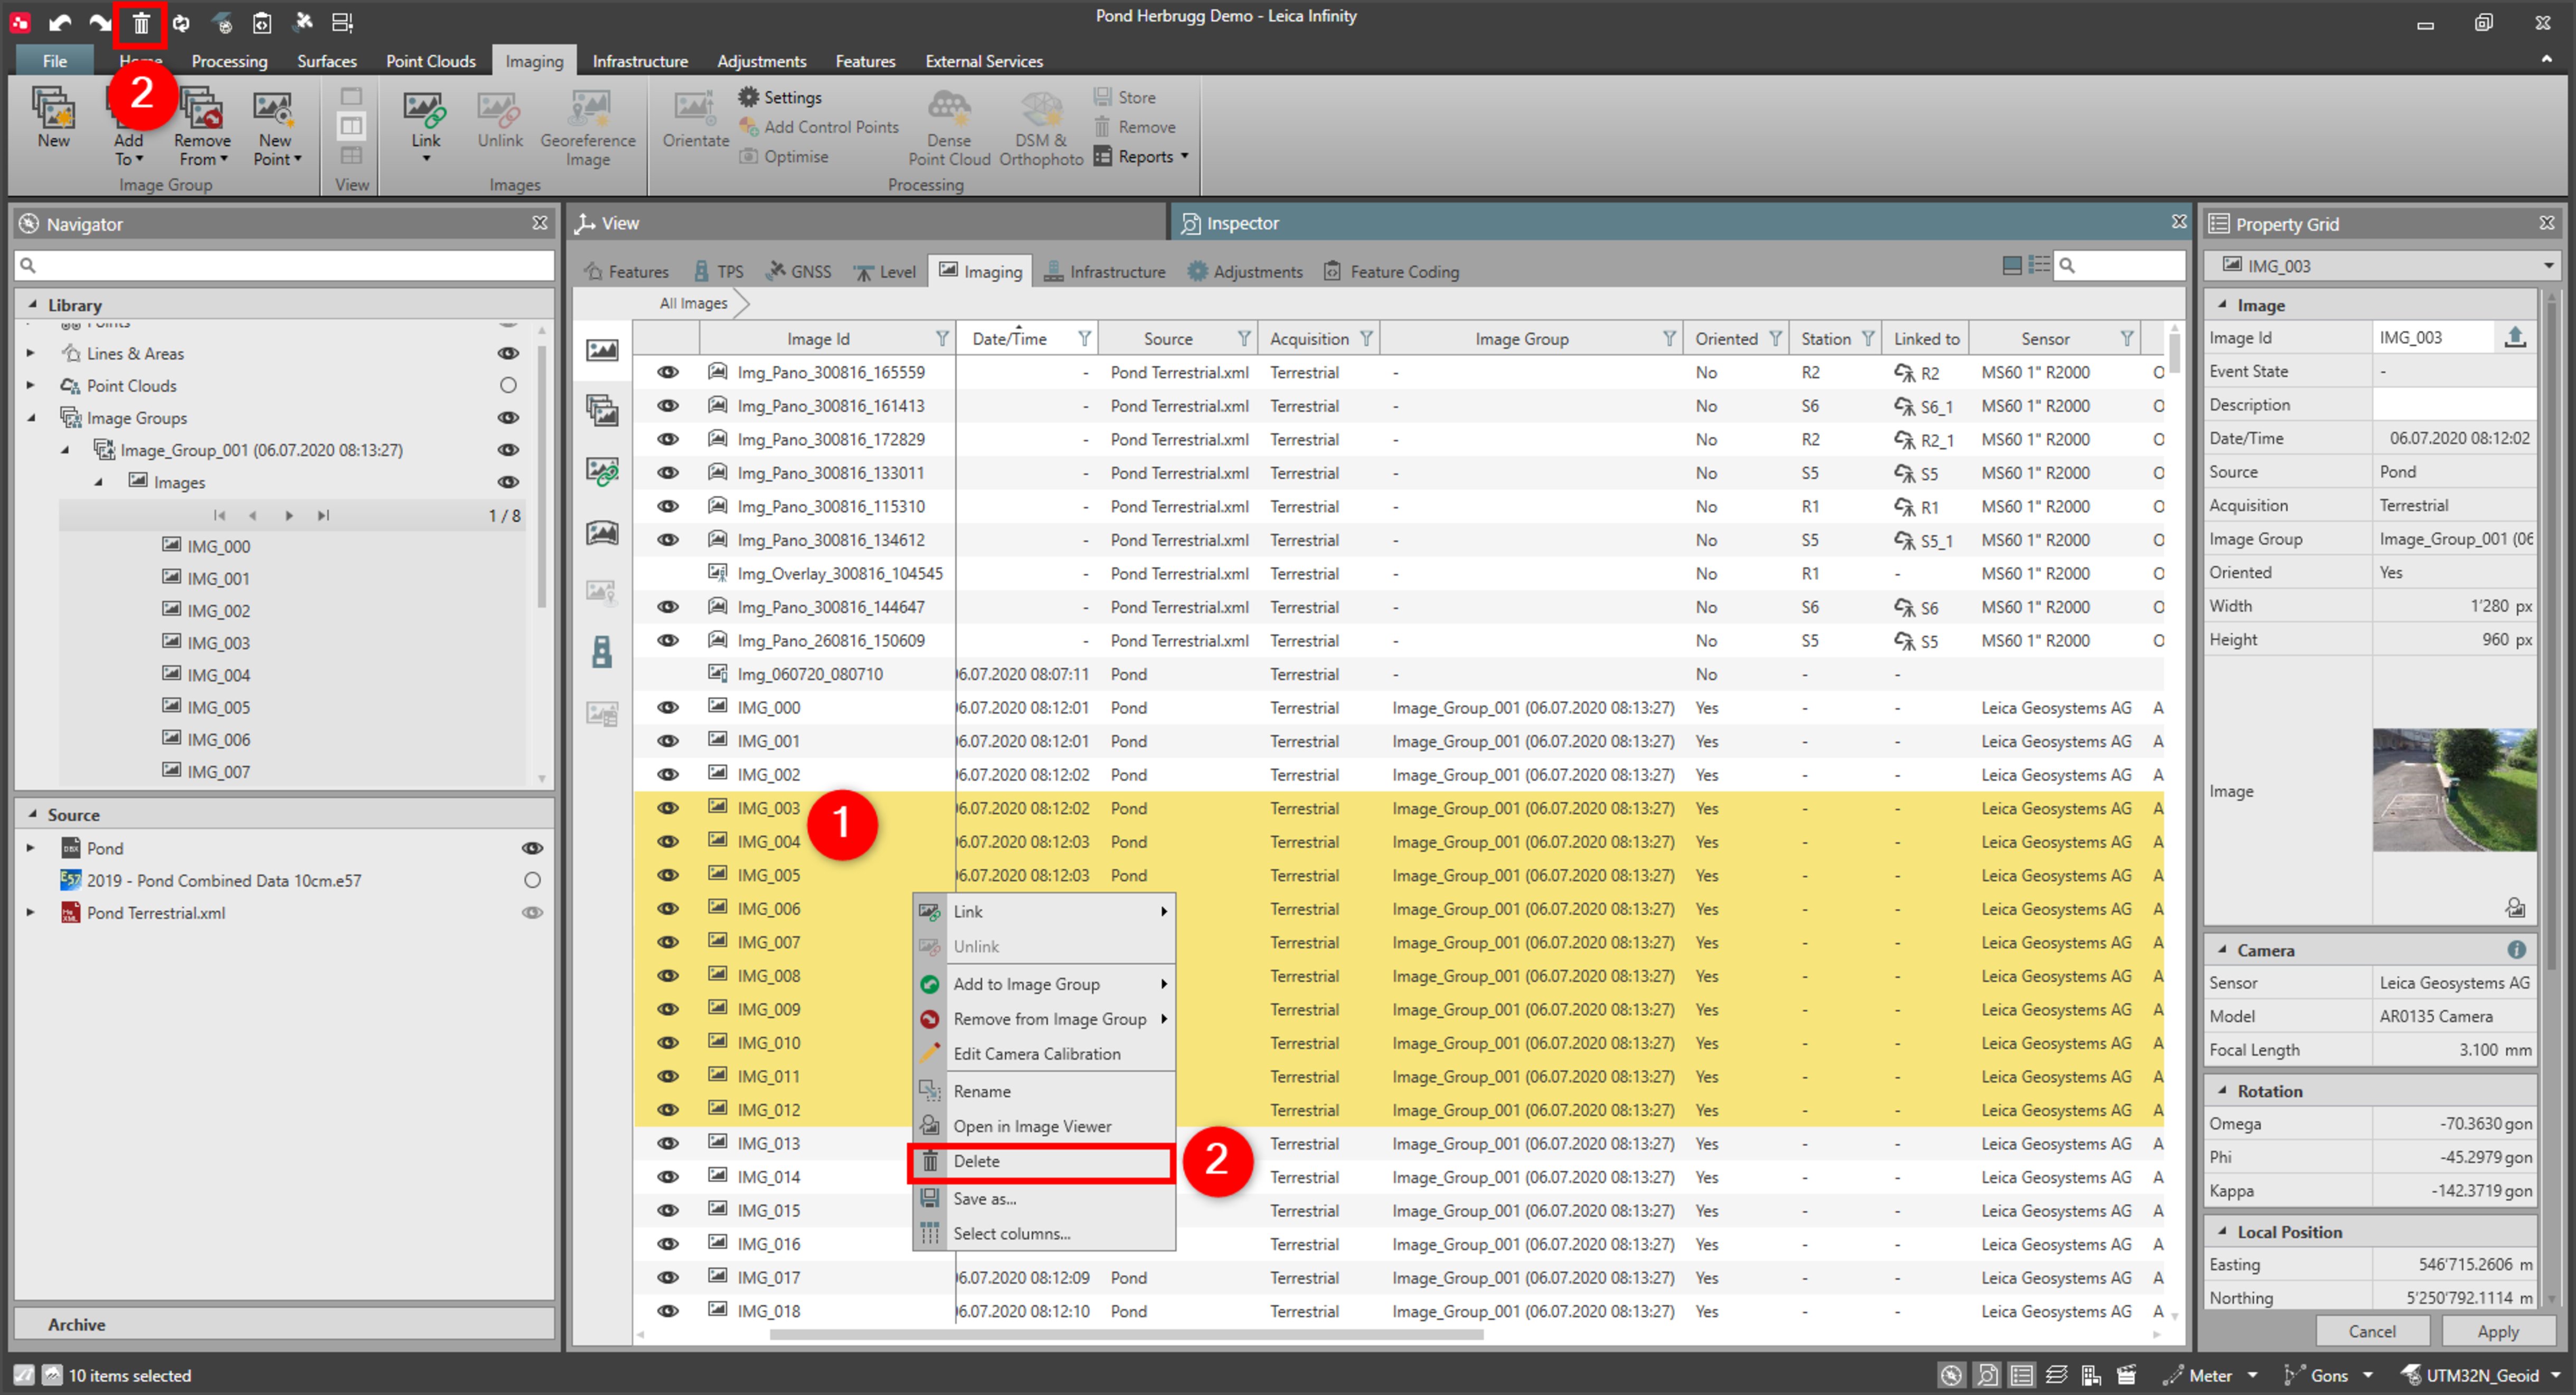 Pond Herbrugg Demo - Leica Infinity
File Home Processing Surfaces Point Clouds Imaging Infrastructure Adjustments Features External Services
2
New Add To Remove From New Point Link Unlink Georeference Image Orientate Settings Add Control Points Optimise Dense Point Cloud DSM & Orthophoto Store Remove Reports
Image Group View Images Processing
Navigator
Library
Points
Lines & Areas
Point Clouds
Image Groups
Image_Group_001 (06.07.2020 08:13:27)
Images
1 / 8
IMG_000
IMG_001
IMG_002
IMG_003
IMG_004
IMG_005
IMG_006
IMG_007
Source
DBX Pond
E57 2019 - Pond Combined Data 10cm.e57
XML Pond Terrestrial.xml
Archive
View Inspector
Features TPS GNSS Level Imaging Infrastructure Adjustments Feature Coding
All Images
Image Id Date/Time Source Acquisition Image Group Oriented Station Linked to Sensor
Img_Pano_300816_165559 - Pond Terrestrial.xml Terrestrial - No R2 R2 MS60 1" R2000 O
Img_Pano_300816_161413 - Pond Terrestrial.xml Terrestrial - No S6 S6_1 MS60 1" R2000 O
Img_Pano_300816_172829 - Pond Terrestrial.xml Terrestrial - No R2 R2_1 MS60 1" R2000 O
Img_Pano_300816_133011 - Pond Terrestrial.xml Terrestrial - No S5 S5 MS60 1" R2000 O
Img_Pano_300816_115310 - Pond Terrestrial.xml Terrestrial - No R1 R1 MS60 1" R2000 O
Img_Pano_300816_134612 - Pond Terrestrial.xml Terrestrial - No S5 S5_1 MS60 1" R2000 O
Img_Overlay_300816_104545 - Pond Terrestrial.xml Terrestrial - No R1 - MS60 1" R2000 O
Img_Pano_300816_144647 - Pond Terrestrial.xml Terrestrial - No S6 S6 MS60 1" R2000 O
Img_Pano_260816_150609 - Pond Terrestrial.xml Terrestrial - No S5 S5 MS60 1" R2000 O
Img_060720_080710 6.07.2020 08:07:11 Pond Terrestrial - No - -
IMG_000 6.07.2020 08:12:01 Pond Terrestrial Image_Group_001 (06.07.2020 08:13:27) Yes - - Leica Geosystems AG A
IMG_001 6.07.2020 08:12:01 Pond Terrestrial Image_Group_001 (06.07.2020 08:13:27) Yes - - Leica Geosystems AG A
IMG_002 6.07.2020 08:12:02 Pond Terrestrial Image_Group_001 (06.07.2020 08:13:27) Yes - - Leica Geosystems AG A
IMG_003 6.07.2020 08:12:02 Pond Terrestrial Image_Group_001 (06.07.2020 08:13:27) Yes - - Leica Geosystems AG A
1
IMG_004 6.07.2020 08:12:03 Pond Terrestrial Image_Group_001 (06.07.2020 08:13:27) Yes - - Leica Geosystems AG A
IMG_005 6.07.2020 08:12:03 Pond Terrestrial Image_Group_001 (06.07.2020 08:13:27) Yes - - Leica Geosystems AG A
IMG_006 Terrestrial Image_Group_001 (06.07.2020 08:13:27) Yes - - Leica Geosystems AG A
IMG_007 Terrestrial Image_Group_001 (06.07.2020 08:13:27) Yes - - Leica Geosystems AG A
IMG_008 Terrestrial Image_Group_001 (06.07.2020 08:13:27) Yes - - Leica Geosystems AG A
IMG_009 Terrestrial Image_Group_001 (06.07.2020 08:13:27) Yes - - Leica Geosystems AG A
IMG_010 Terrestrial Image_Group_001 (06.07.2020 08:13:27) Yes - - Leica Geosystems AG A
IMG_011 Terrestrial Image_Group_001 (06.07.2020 08:13:27) Yes - - Leica Geosystems AG A
IMG_012 Terrestrial Image_Group_001 (06.07.2020 08:13:27) Yes - - Leica Geosystems AG A
IMG_013 Terrestrial Image_Group_001 (06.07.2020 08:13:27) Yes - - Leica Geosystems AG A
IMG_014 Terrestrial Image_Group_001 (06.07.2020 08:13:27) Yes - - Leica Geosystems AG A
IMG_015 Terrestrial Image_Group_001 (06.07.2020 08:13:27) Yes - - Leica Geosystems AG A
IMG_016 Terrestrial Image_Group_001 (06.07.2020 08:13:27) Yes - - Leica Geosystems AG A
IMG_017 6.07.2020 08:12:09 Pond Terrestrial Image_Group_001 (06.07.2020 08:13:27) Yes - - Leica Geosystems AG A
IMG_018 6.07.2020 08:12:10 Pond Terrestrial Image_Group_001 (06.07.2020 08:13:27) Yes - - Leica Geosystems AG A
Link
Unlink
Add to Image Group
Remove from Image Group
Edit Camera Calibration
Rename
Open in Image Viewer
Delete
2
Save as...
Select columns...
Property Grid
IMG_003
Image
Image Id IMG_003
Event State -
Description
Date/Time 06.07.2020 08:12:02
Source Pond
Acquisition Terrestrial
Image Group Image_Group_001 (06
Oriented Yes
Width 1'280 px
Height 960 px
Image
Camera
Sensor Leica Geosystems AG
Model AR0135 Camera
Focal Length 3.100 mm
Rotation
Omega -70.3630 gon
Phi -45.2979 gon
Kappa -142.3719 gon
Local Position
Easting 546'715.2606 m
Northing 5'250'792.1114 m
Cancel Apply
10 items selected
Meter Gons UTM32N_Geoid